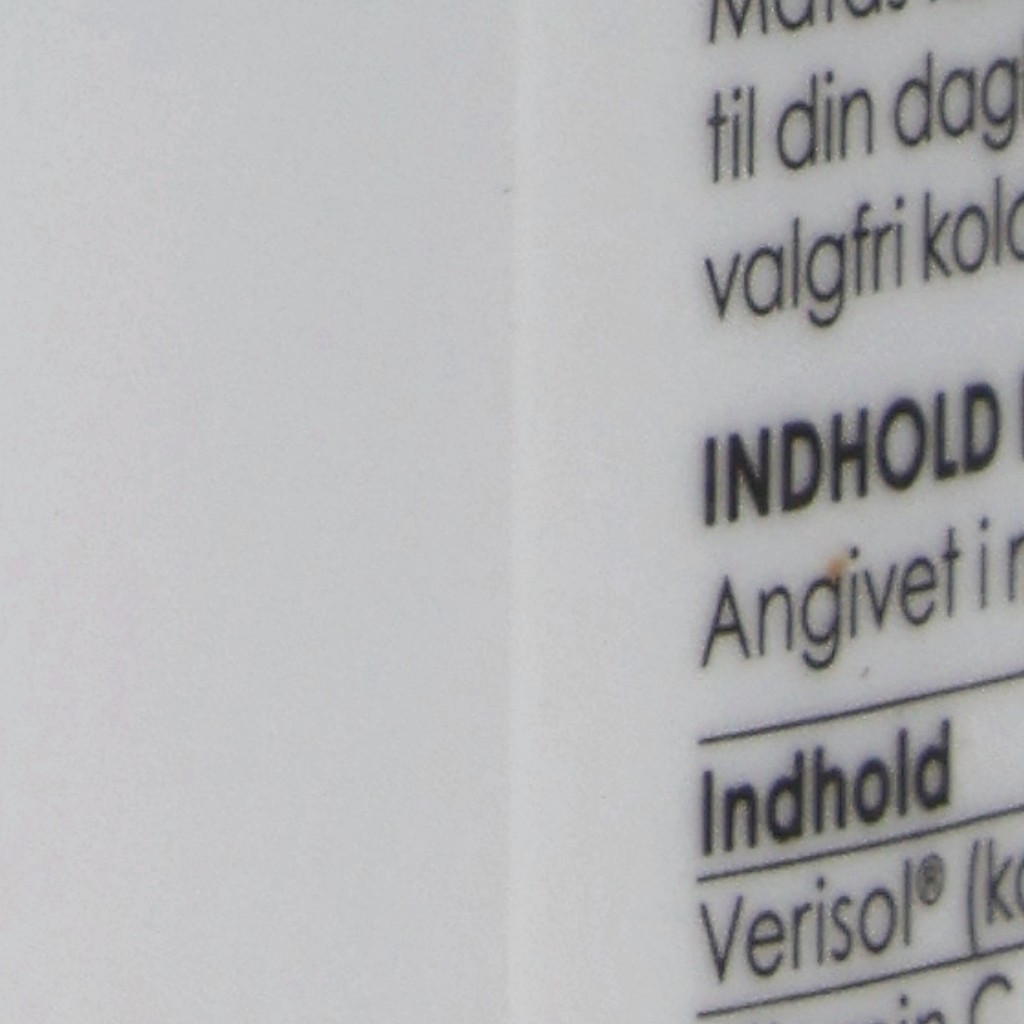 til din dag
valgfri kol
INDHOLD
Angivet i
Indhold
Verisol® (k